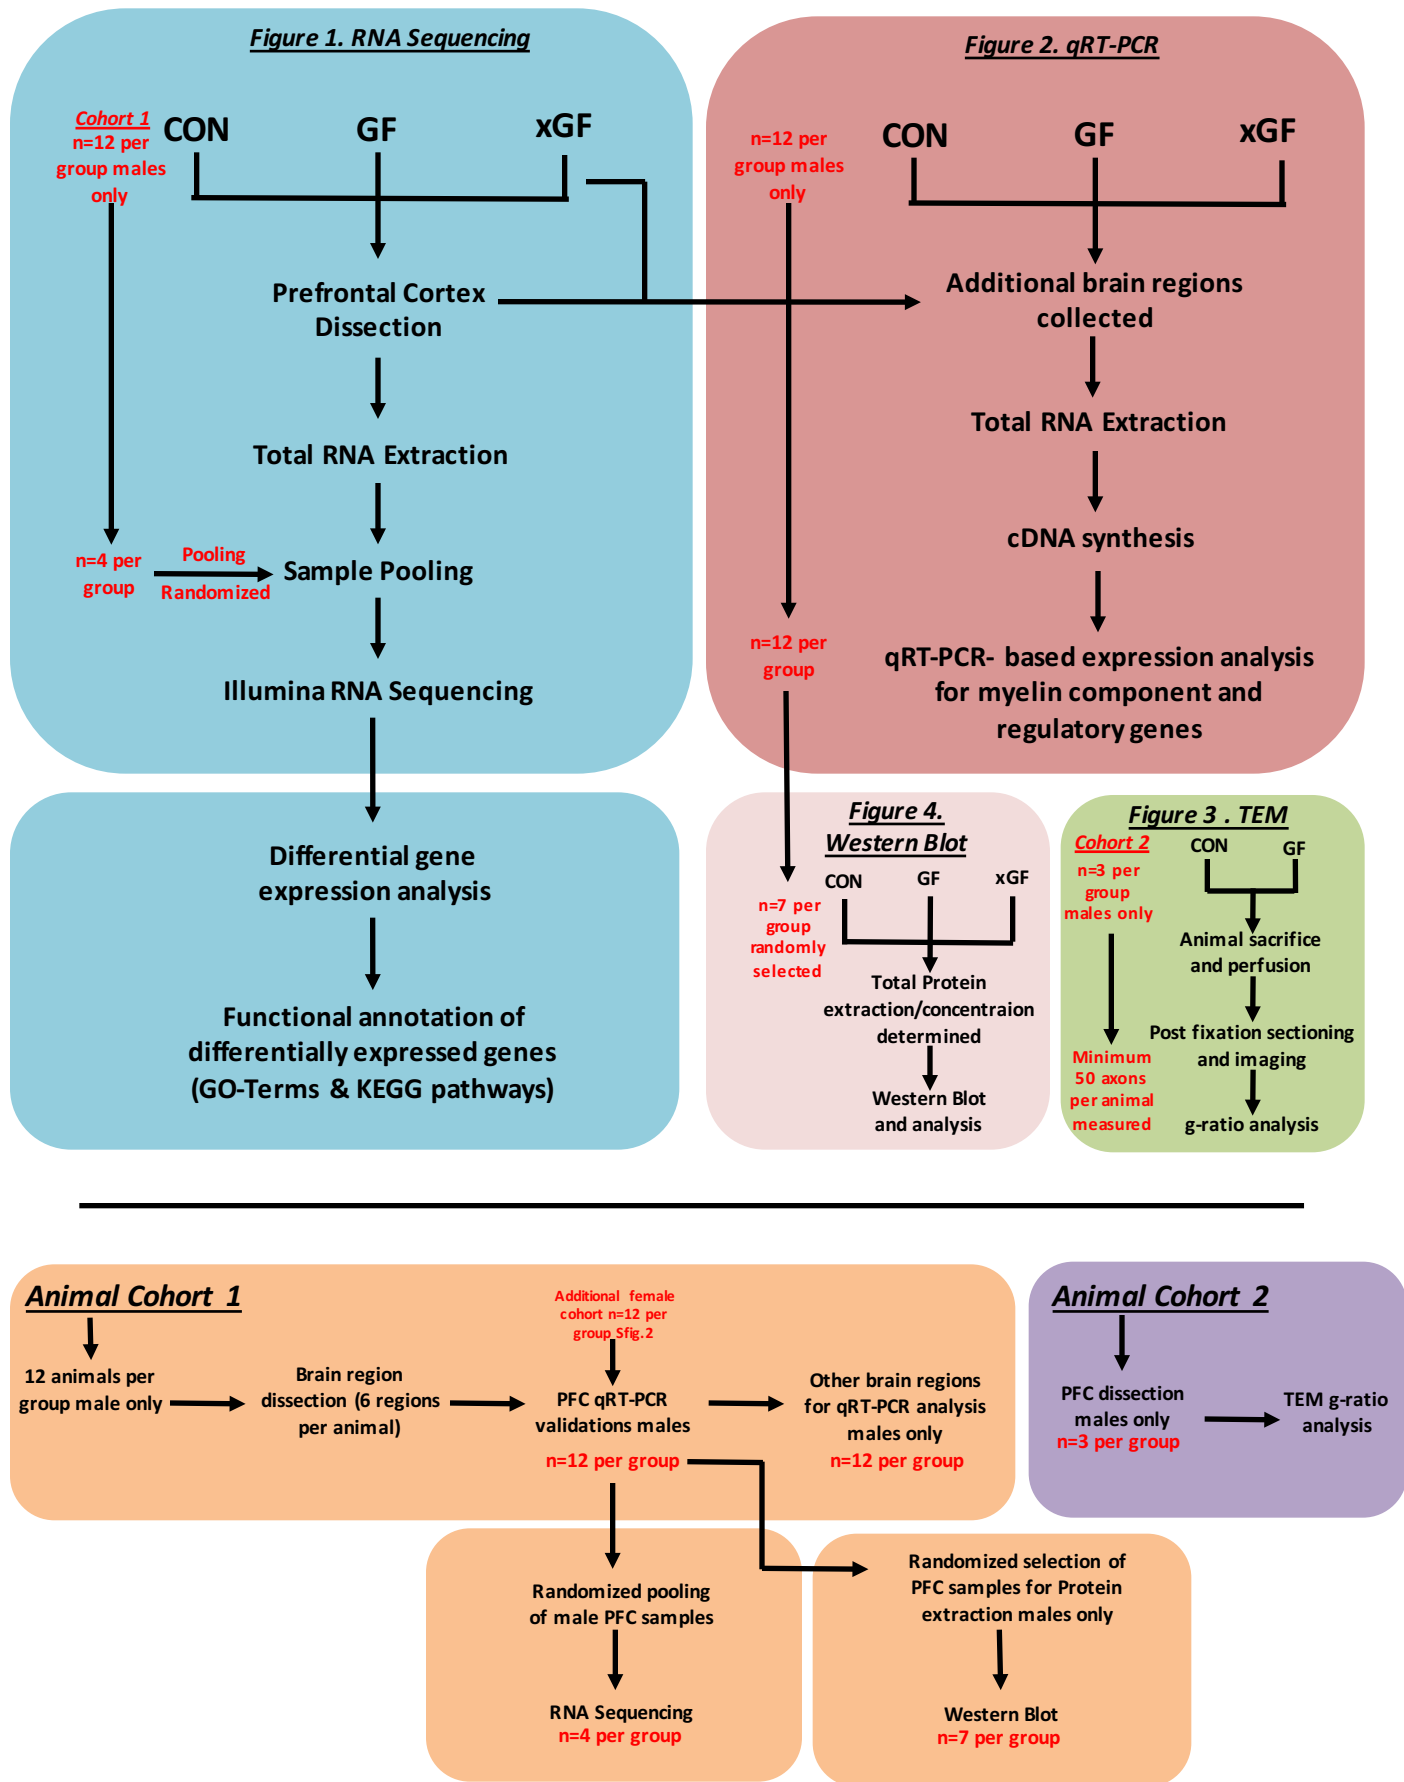 Figure 1. RNA Sequencing
Cohort 1
n=12 per
group males
only
CON
GF
xGF
Prefrontal Cortex
Dissection
Total RNA Extraction
n=4 per
group
Pooling
Randomized
Sample Pooling
Illumina RNA Sequencing
Differential gene
expression analysis
Functional annotation of
differentially expressed genes
(GO-Terms & KEGG pathways)
Figure 2. qRT-PCR
n=12 per
group males
only
CON
GF
xGF
Additional brain regions
collected
Total RNA Extraction
cDNA synthesis
n=12 per
group
qRT-PCR- based expression analysis
for myelin component and
regulatory genes
Figure 4.
Western Blot
CON
GF
xGF
n=7 per
group
randomly
selected
Total Protein
extraction/concentraion
determined
Western Blot
and analysis
Figure 3 . TEM
Cohort 2
n=3 per
group
males only
CON
GF
Animal sacrifice
and perfusion
Post fixation sectioning
and imaging
Minimum
50 axons
per animal
measured
g-ratio analysis
Animal Cohort 1
12 animals per
group male only
Brain region
dissection (6 regions
per animal)
Additional female
cohort n=12 per
group Sfig.2
PFC qRT-PCR
validations males
n=12 per group
Other brain regions
for qRT-PCR analysis
males only
n=12 per group
Randomized pooling
of male PFC samples
RNA Sequencing
n=4 per group
Randomized selection of
PFC samples for Protein
extraction males only
Western Blot
n=7 per group
Animal Cohort 2
PFC dissection
males only
n=3 per group
TEM g-ratio
analysis